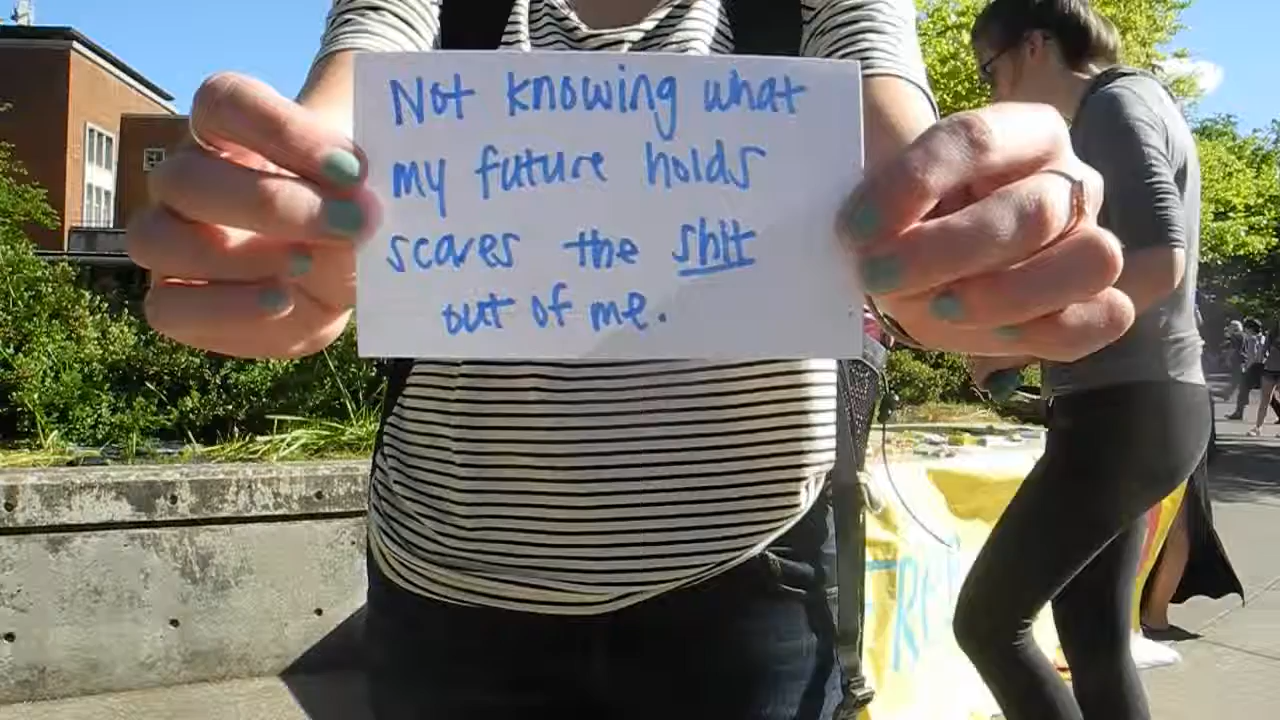 Not knowing what
my future holds
scares the shit
out of me.